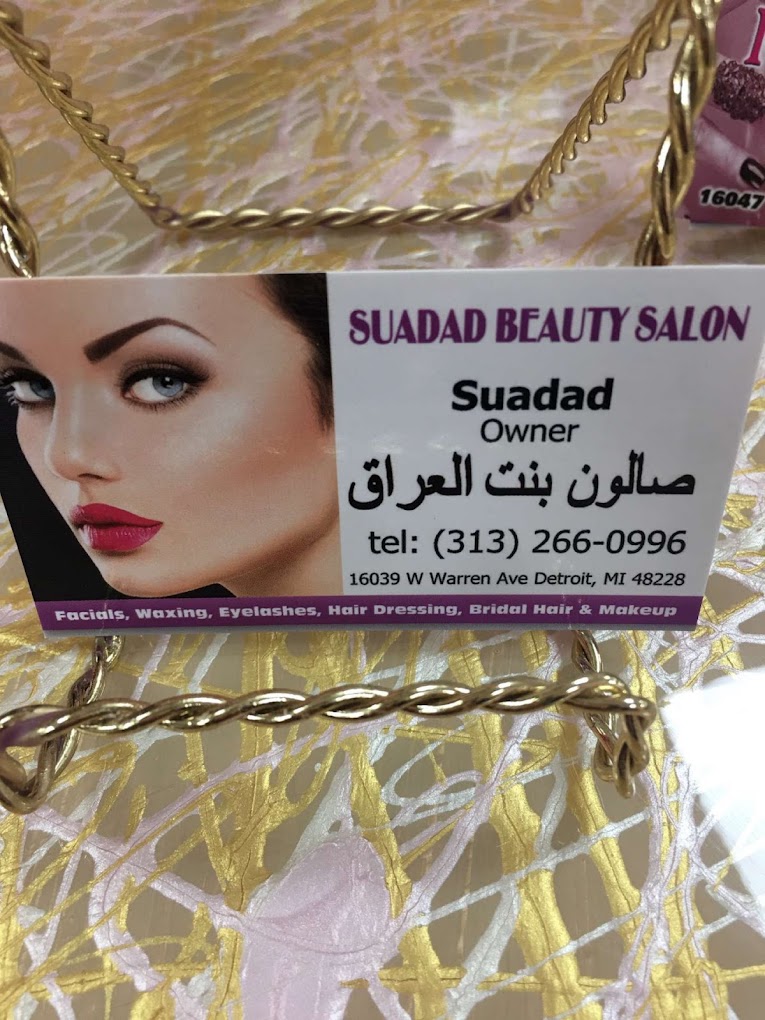 16047
SUADAD BEAUTY SALON
Suadad
Owner
صالون بنت العراق
tel: (313) 266-0996
16039 W Warren Ave Detroit, MI 48228
Facials, Waxing, Eyelashes, Hair Dressing, Bridal Hair & Makeup